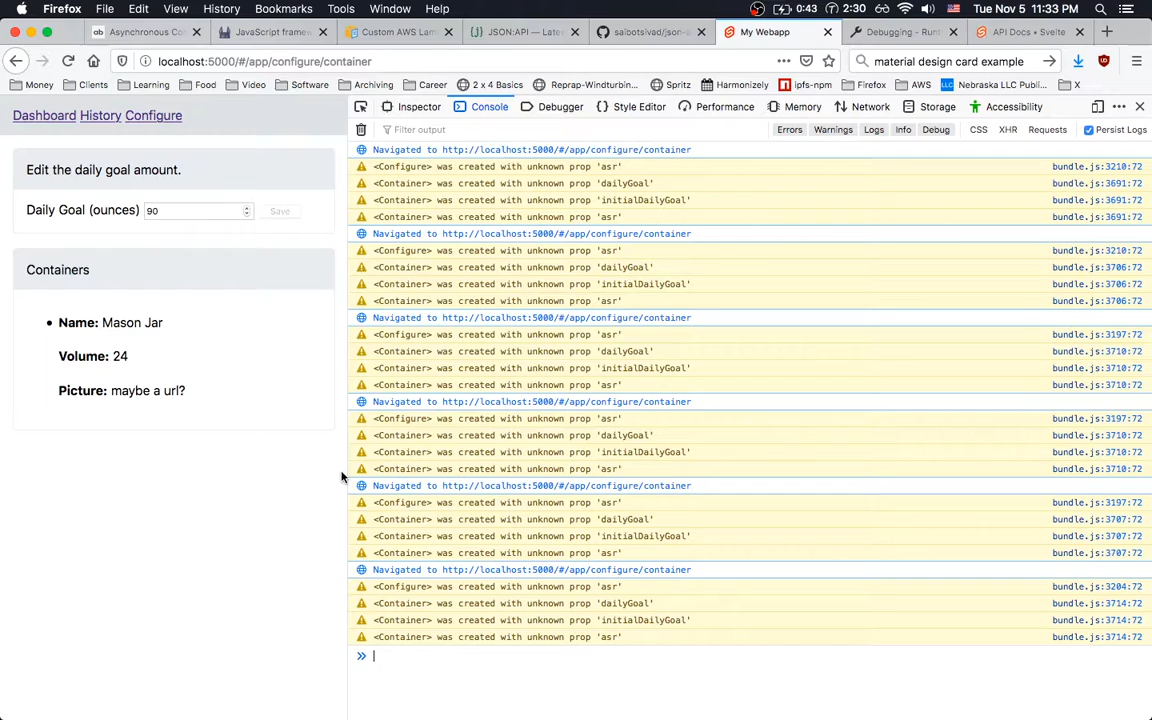 Firefox File Edit View History Bookmarks Tools Window Help 0:43 2:30 Tue Nov 5 11:33 PM
ab Asynchronous Co JavaScript framew Custom AWS Lam JSON:API — Late saibotsivad/json-a My Webapp Debugging - Run API Docs • Svelte
localhost:5000/#/app/configure/container material design card example
Money Clients Learning Food Video Software Archiving Career 2 x 4 Basics Reprap-Windturbin... Spritz Harmonizely lpfs-npm Firefox AWS LLC Nebraska LLC Publ... X
Inspector Console Debugger Style Editor Performance Memory Network Storage Accessibility
Dashboard History Configure
Filter output Errors Warnings Logs Info Debug CSS XHR Requests Persist Logs
Edit the daily goal amount.
Daily Goal (ounces) 90 Save
Containers
Name: Mason Jar
Volume: 24
Picture: maybe a url?
Navigated to http://localhost:5000/#/app/configure/container
<Configure> was created with unknown prop 'asr' bundle.js:3210:72
<Container> was created with unknown prop 'dailyGoal' bundle.js:3691:72
<Container> was created with unknown prop 'initialDailyGoal' bundle.js:3691:72
<Container> was created with unknown prop 'asr' bundle.js:3691:72
Navigated to http://localhost:5000/#/app/configure/container
<Configure> was created with unknown prop 'asr' bundle.js:3210:72
<Container> was created with unknown prop 'dailyGoal' bundle.js:3706:72
<Container> was created with unknown prop 'initialDailyGoal' bundle.js:3706:72
<Container> was created with unknown prop 'asr' bundle.js:3706:72
Navigated to http://localhost:5000/#/app/configure/container
<Configure> was created with unknown prop 'asr' bundle.js:3197:72
<Container> was created with unknown prop 'dailyGoal' bundle.js:3710:72
<Container> was created with unknown prop 'initialDailyGoal' bundle.js:3710:72
<Container> was created with unknown prop 'asr' bundle.js:3710:72
Navigated to http://localhost:5000/#/app/configure/container
<Configure> was created with unknown prop 'asr' bundle.js:3197:72
<Container> was created with unknown prop 'dailyGoal' bundle.js:3710:72
<Container> was created with unknown prop 'initialDailyGoal' bundle.js:3710:72
<Container> was created with unknown prop 'asr' bundle.js:3710:72
Navigated to http://localhost:5000/#/app/configure/container
<Configure> was created with unknown prop 'asr' bundle.js:3197:72
<Container> was created with unknown prop 'dailyGoal' bundle.js:3707:72
<Container> was created with unknown prop 'initialDailyGoal' bundle.js:3707:72
<Container> was created with unknown prop 'asr' bundle.js:3707:72
Navigated to http://localhost:5000/#/app/configure/container
<Configure> was created with unknown prop 'asr' bundle.js:3204:72
<Container> was created with unknown prop 'dailyGoal' bundle.js:3714:72
<Container> was created with unknown prop 'initialDailyGoal' bundle.js:3714:72
<Container> was created with unknown prop 'asr' bundle.js:3714:72